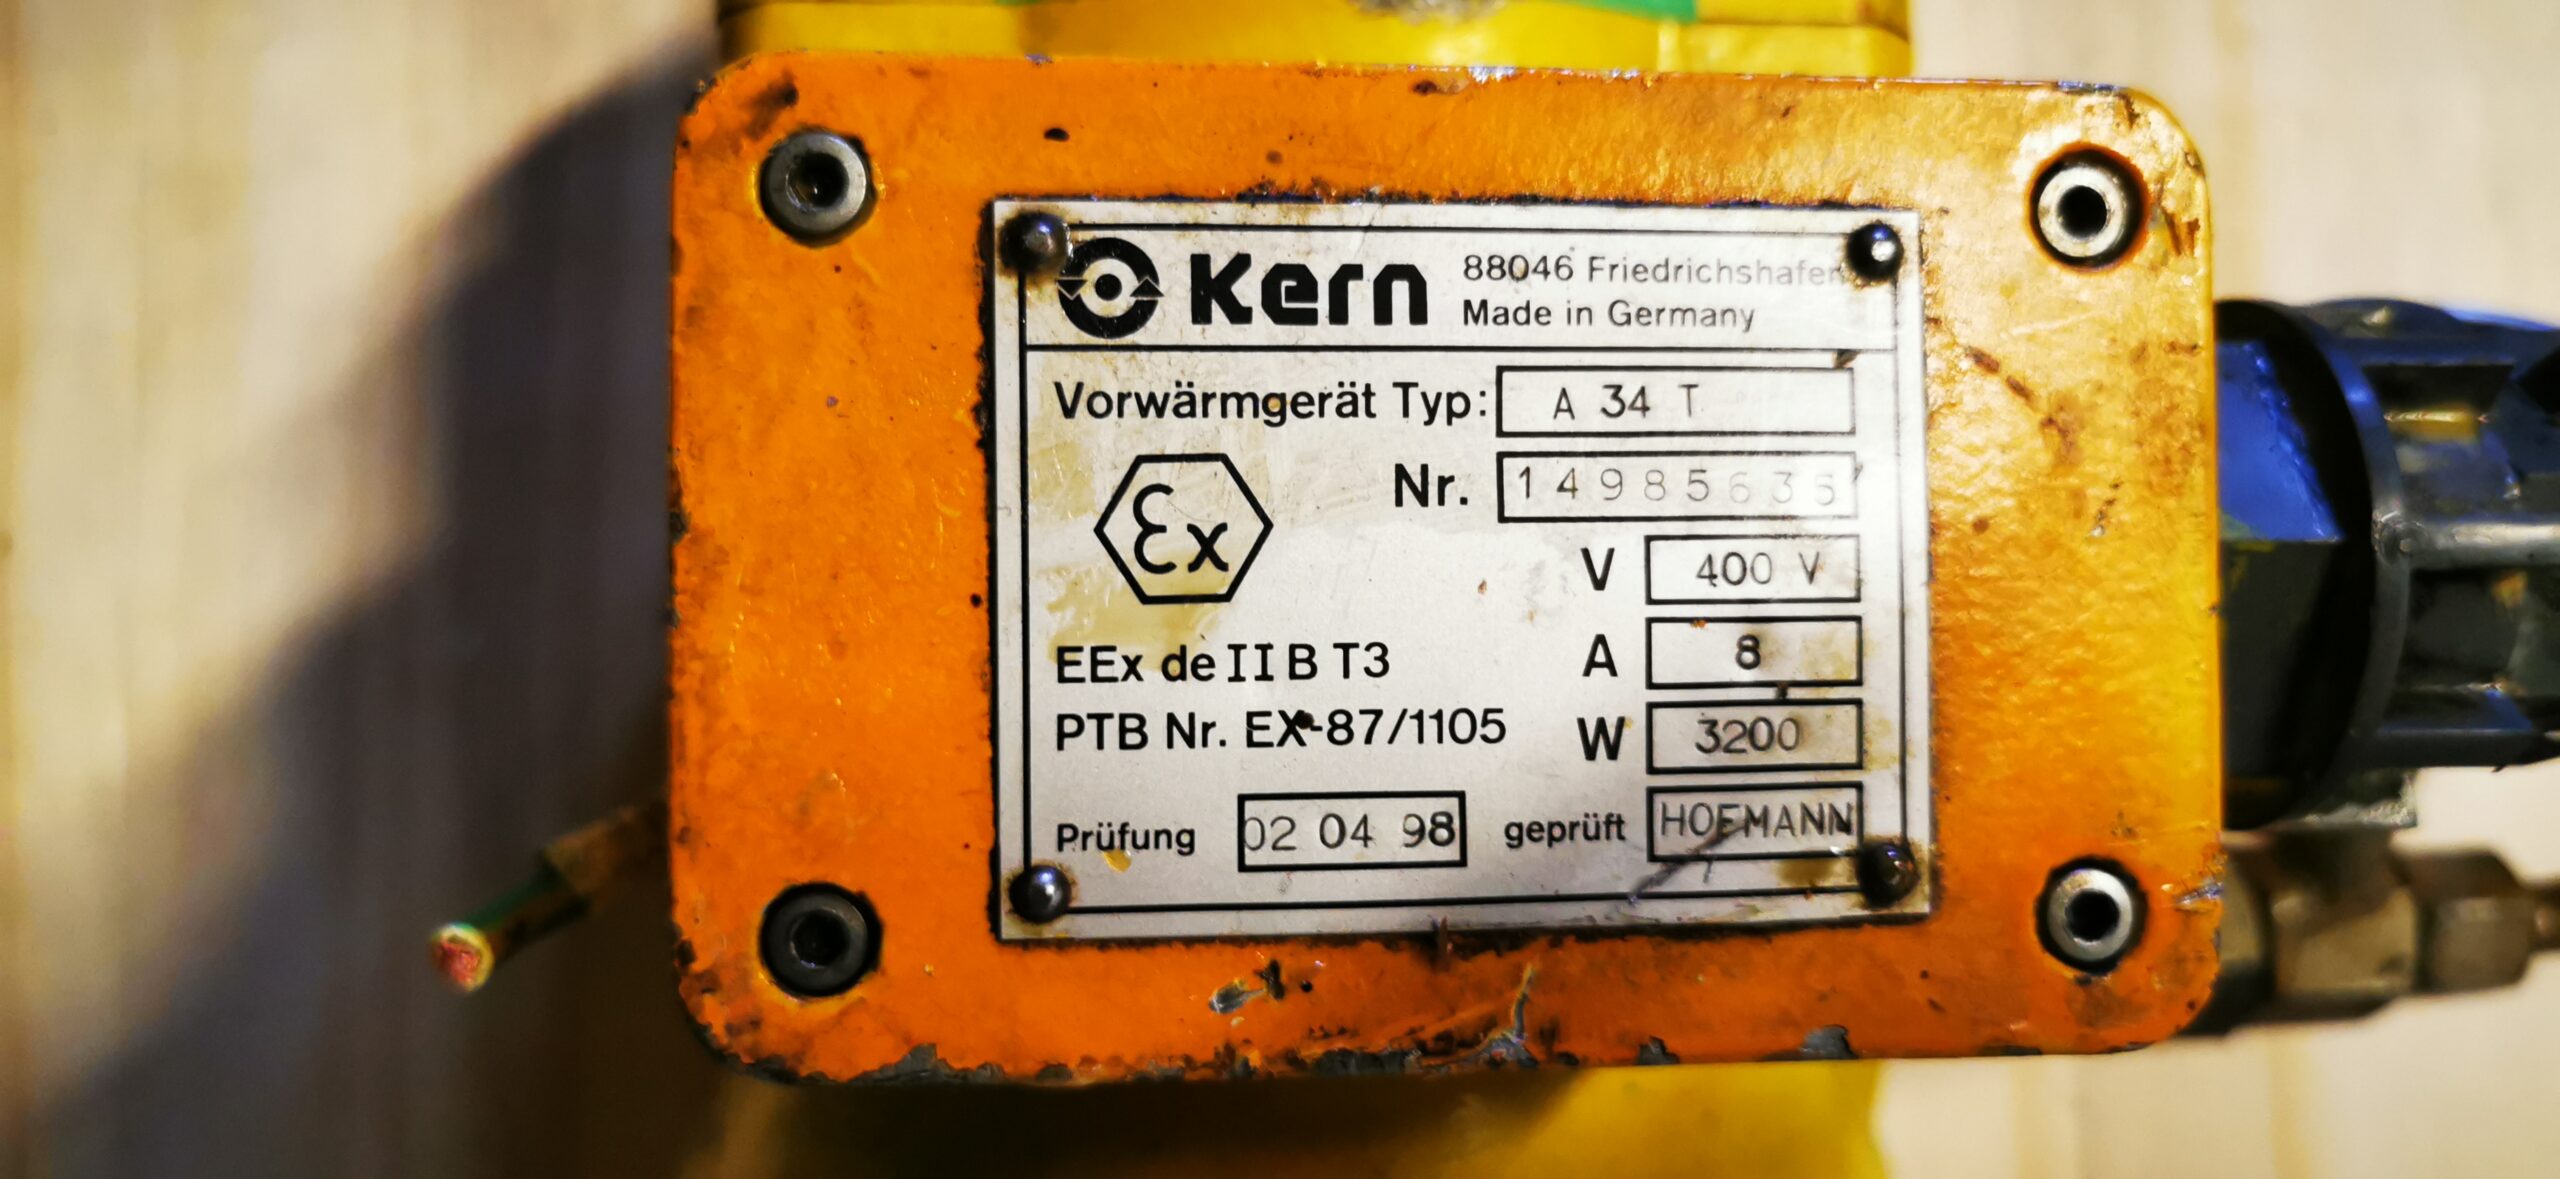 Kern
88046 Friedrichshafen
Made in Germany
Vorwärmgerät Typ: A 34 T
Nr. 14985635
Ex
V 400 V
EEx de II B T3
A 8
PTB Nr. EX-87/1105
W 3200
Prüfung 02 04 98 geprüft HOFMANN